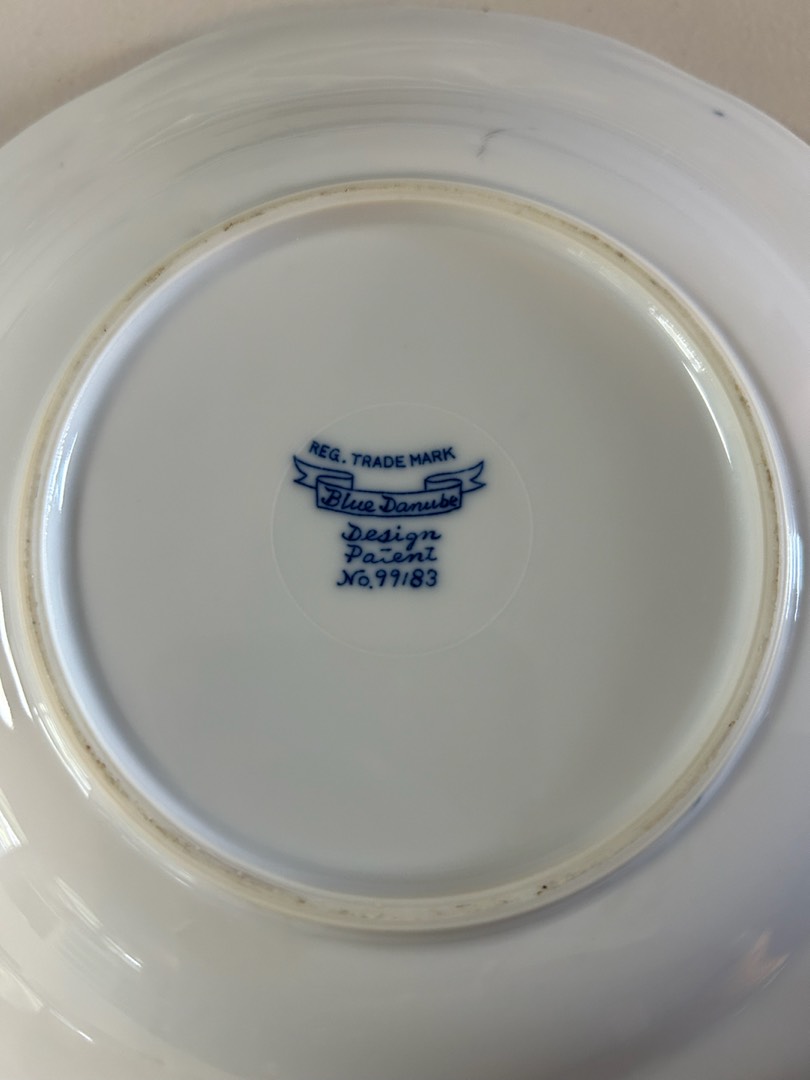 REG. TRADE MARK
Blue Danube
Design
Patent
No. 99183